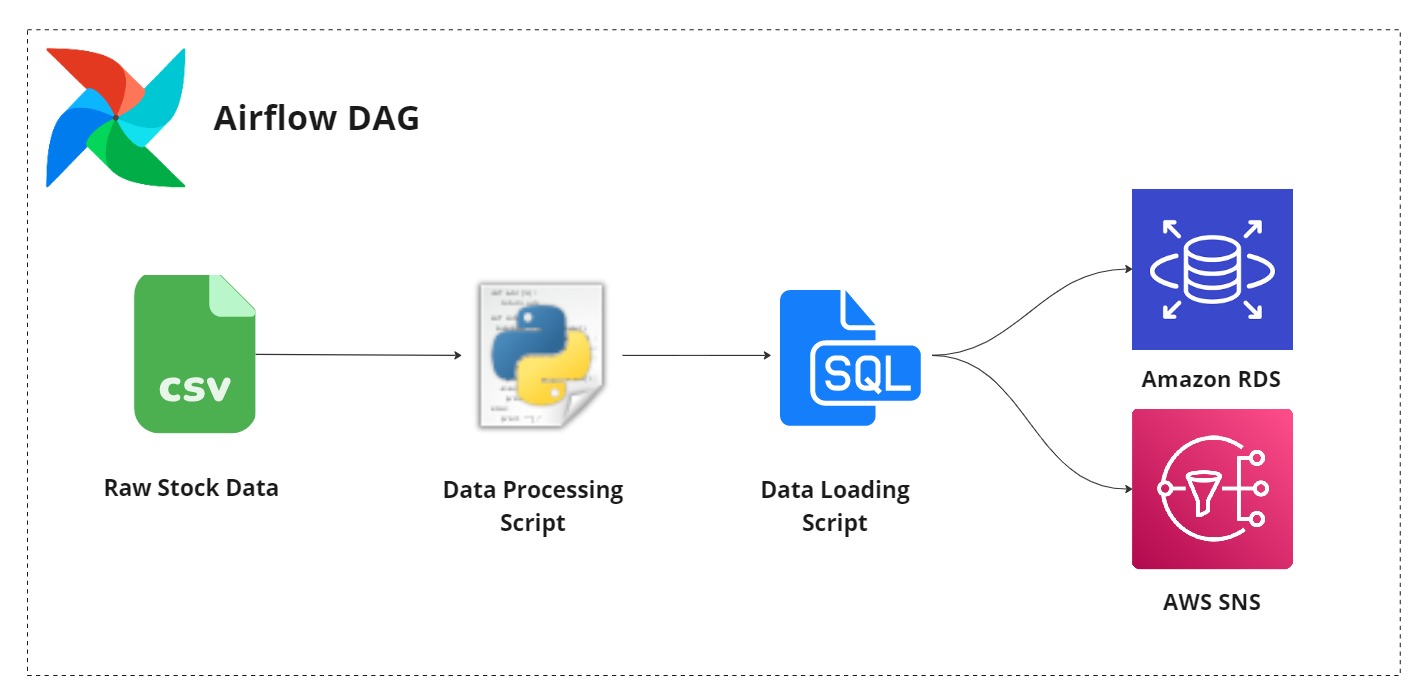 Airflow DAG
csv
SQL
Raw Stock Data
Data Processing
Script
Data Loading
Script
Amazon RDS
AWS SNS